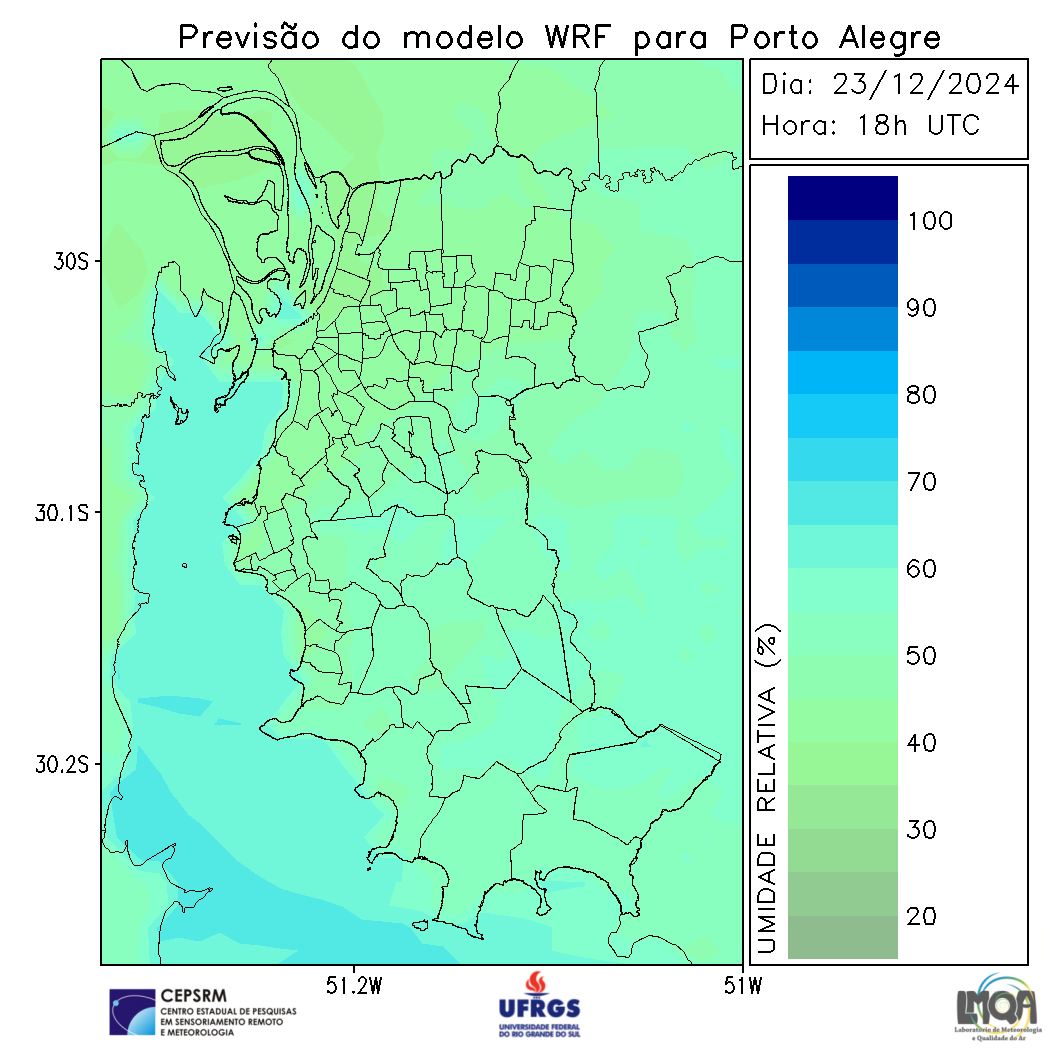 Previsão do modelo WRF para Porto Alegre
Dia: 23/12/2024
Hora: 18h UTC
30S
30.1S
30.2S
51.2W
51W
UMIDADE RELATIVA (%)
100
90
80
70
60
50
40
30
20
CEPSRM
CENTRO ESTADUAL DE PESQUISAS
EM SENSORIAMENTO REMOTO
E METEOROLOGIA
UFRGS
UNIVERSIDADE FEDERAL
DO RIO GRANDE DO SUL
LMQA
Laboratório de Meteorologia
e Qualidade do Ar